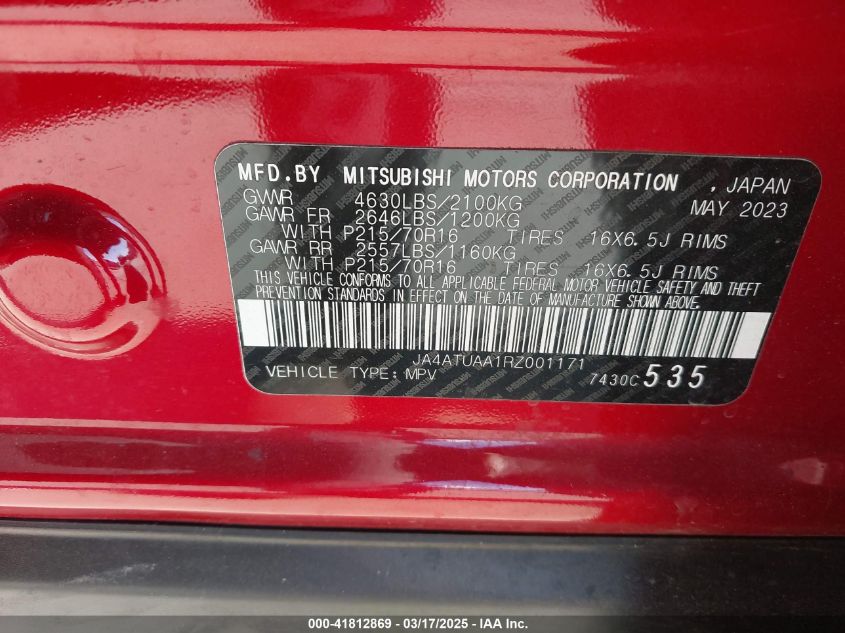 MFD.BY MITSUBISHI MOTORS CORPORATION , JAPAN
GVWR 4630LBS/2100KG MAY 2023
GAWR FR 2646LBS/1200KG
WITH P215/70R16 TIRES 16X6.5J RIMS
GAWR RR 2557LBS/1160KG
WITH P215/70R16 TIRES 16X6.5J RIMS
THIS VEHICLE CONFORMS TO ALL APPLICABLE FEDERAL MOTOR VEHICLE SAFETY AND THEFT
PREVENTION STANDARDS IN EFFECT ON THE DATE OF MANUFACTURE SHOWN ABOVE.
JA4ATUAA1RZ001171
VEHICLE TYPE: MPV 7430C 535
000-41812869 - 03/17/2025 - IAAI.COM